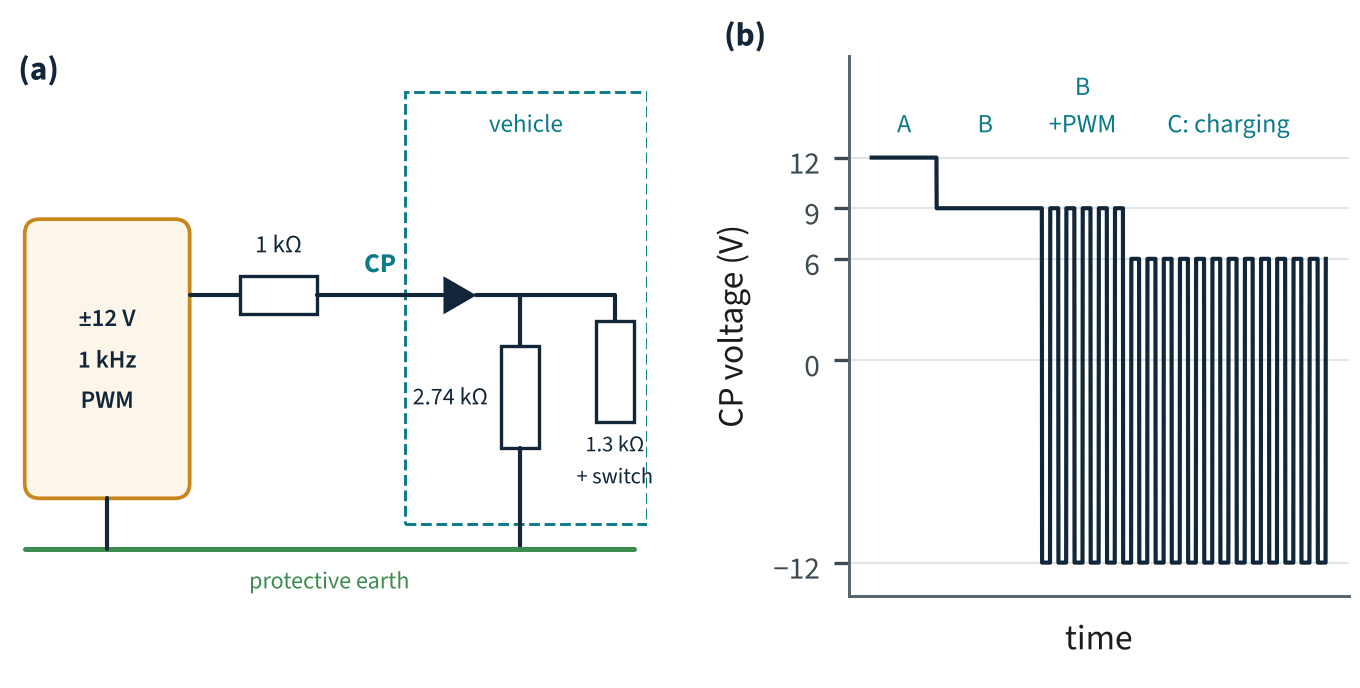 (a)
vehicle
1 kΩ
CP
±12 V
1 kHz
PWM
2.74 kΩ
1.3 kΩ
+ switch
protective earth
(b)
B
A
B
+PWM
C: charging
12
9
6
0
−12
CP voltage (V)
time